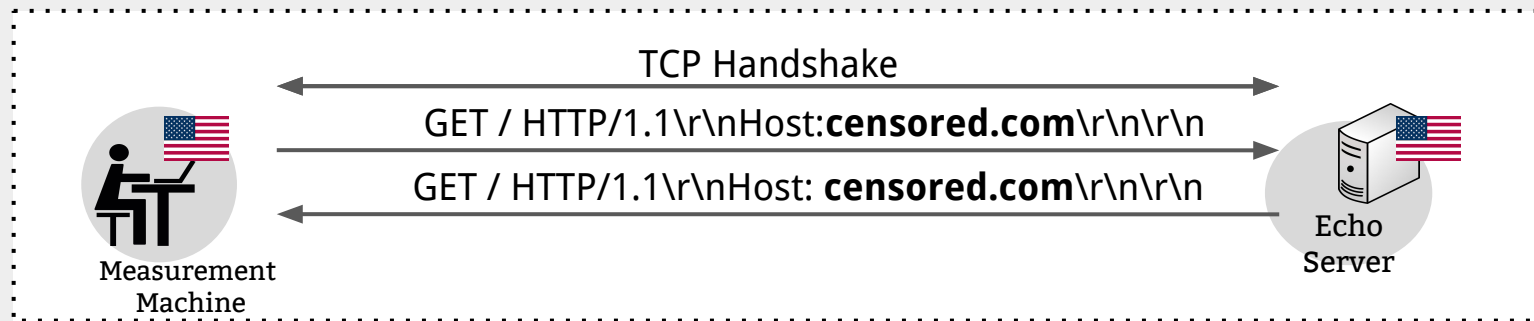 TCP Handshake
GET / HTTP/1.1\r\nHost:censored.com\r\n\r\n
GET / HTTP/1.1\r\nHost: censored.com\r\n\r\n
Measurement
Machine
Echo
Server